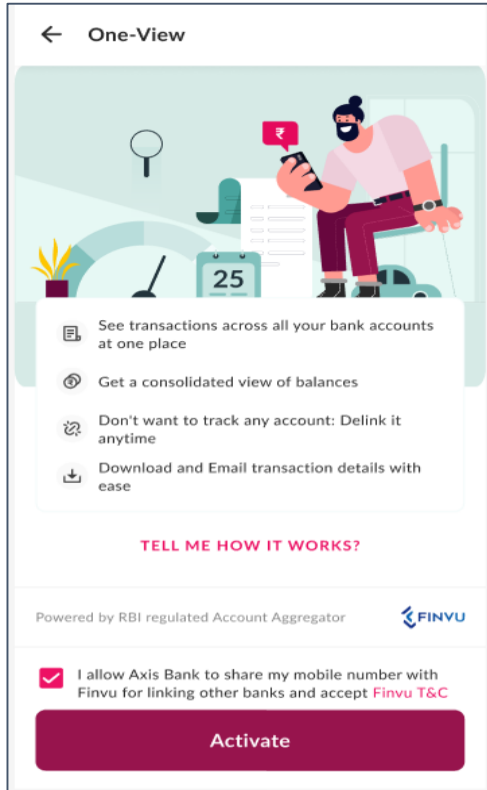 One-View
₹
25
See transactions across all your bank accounts
at one place
Get a consolidated view of balances
Don't want to track any account: Delink it
anytime
Download and Email transaction details with
ease
TELL ME HOW IT WORKS?
Powered by RBI regulated Account Aggregator FINVU
I allow Axis Bank to share my mobile number with
Finvu for linking other banks and accept Finvu T&C
Activate